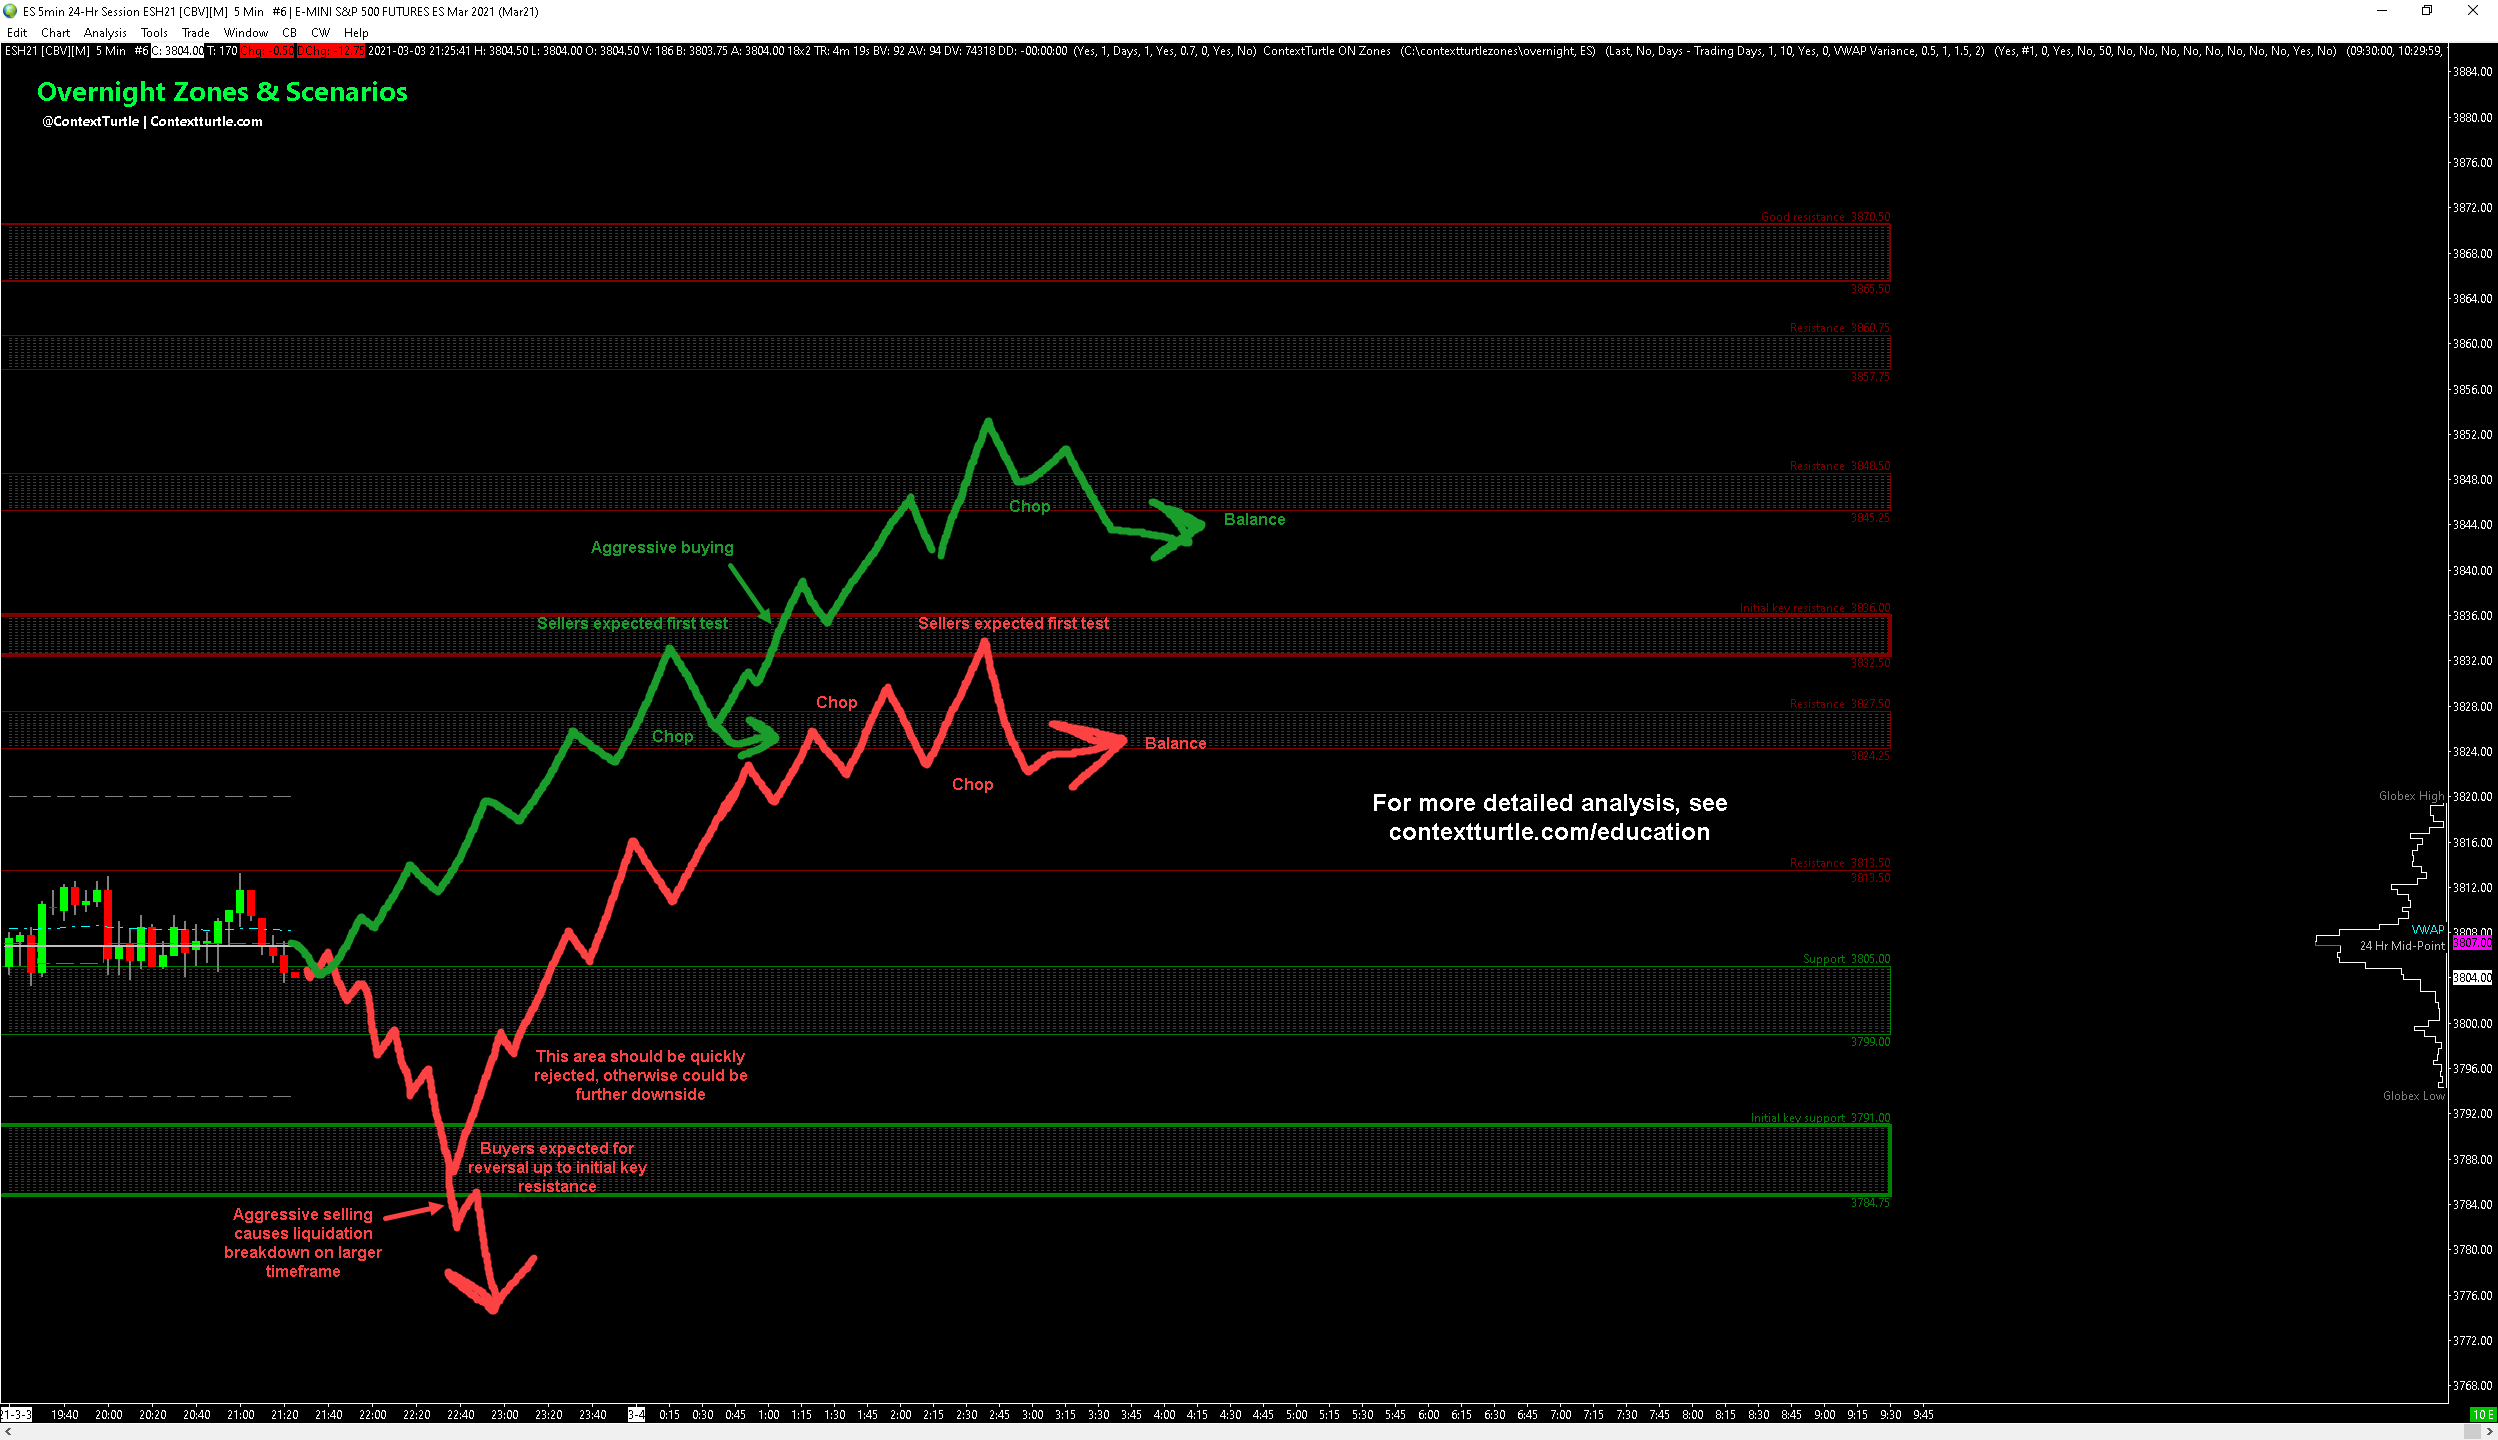 ES 5min 24-Hr Session ESH21 [CBV][M] 5 Min #6 | E-MINI S&P 500 FUTURES ES Mar 2021 (Mar21)
Edit Chart Analysis Tools Trade Window CB CW Help
ESH21 [CBV][M] 5 Min #6 C: 3804.00 T: 170 Chg: -0.50 DChg: -12.75 2021-03-03 21:25:41 H: 3804.50 L: 3804.00 O: 3804.50 V: 186 B: 3803.75 A: 3804.00 18x2 TR: 4m 19s BV: 92 AV: 94 DV: 74318 DD: -00:00:00 (Yes, 1, Days, 1, Yes, 0.7, 0, Yes, No) ContextTurtle ON Zones (C:\contextturtlezones\overnight, ES) (Last, No, Days - Trading Days, 1, 10, Yes, 0, VWAP Variance, 0.5, 1, 1.5, 2) (Yes, #1, 0, Yes, No, 50, No, No, No, No, No, No, No, No, Yes, No) (09:30:00, 10:29:59,
Overnight Zones & Scenarios
@ContextTurtle | Contextturtle.com
Good resistance 3870.50
3865.50
Resistance 3860.75
3857.75
Resistance 3848.50
Chop
3845.25
Balance
Aggressive buying
Initial key resistance 3836.00
Sellers expected first test
Sellers expected first test
3832.50
Chop
Resistance 3827.50
Chop
Balance
3824.25
Chop
For more detailed analysis, see
contextturtle.com/education
Resistance 3813.50
3813.50
Support 3805.00
3799.00
This area should be quickly
rejected, otherwise could be
further downside
Initial key support 3791.00
Buyers expected for
reversal up to initial key
resistance
3784.75
Aggressive selling
causes liquidation
breakdown on larger
timeframe
Globex High
VWAP
24 Hr Mid-Point
Globex Low
3884.00
3880.00
3876.00
3872.00
3868.00
3864.00
3860.00
3856.00
3852.00
3848.00
3844.00
3840.00
3836.00
3832.00
3828.00
3824.00
3820.00
3816.00
3812.00
3808.00
3807.00
3804.00
3800.00
3796.00
3792.00
3788.00
3784.00
3780.00
3776.00
3772.00
3768.00
21-3-3 19:40 20:00 20:20 20:40 21:00 21:20 21:40 22:00 22:20 22:40 23:00 23:20 23:40 3-4 0:15 0:30 0:45 1:00 1:15 1:30 1:45 2:00 2:15 2:30 2:45 3:00 3:15 3:30 3:45 4:00 4:15 4:30 4:45 5:00 5:15 5:30 5:45 6:00 6:15 6:30 6:45 7:00 7:15 7:30 7:45 8:00 8:15 8:30 8:45 9:00 9:15 9:30 9:45
10 E